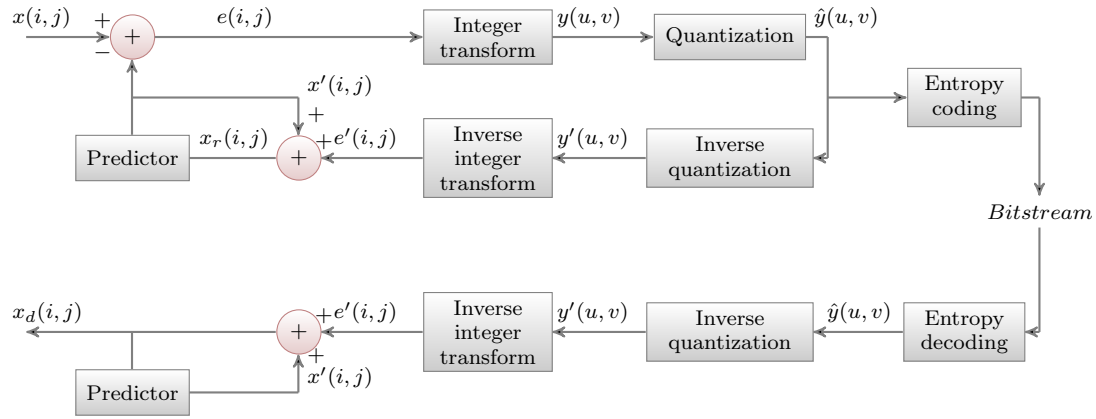 x(i, j)
+
−
+
e(i, j)
Integer
transform
y(u, v)
Quantization
ŷ(u, v)
Entropy
coding
x′(i, j)
+
Predictor
x_r(i, j)
+
+
e′(i, j)
Inverse
integer
transform
y′(u, v)
Inverse
quantization
Bitstream
x_d(i, j)
+
+
e′(i, j)
+
x′(i, j)
Predictor
Inverse
integer
transform
y′(u, v)
Inverse
quantization
ŷ(u, v)
Entropy
decoding